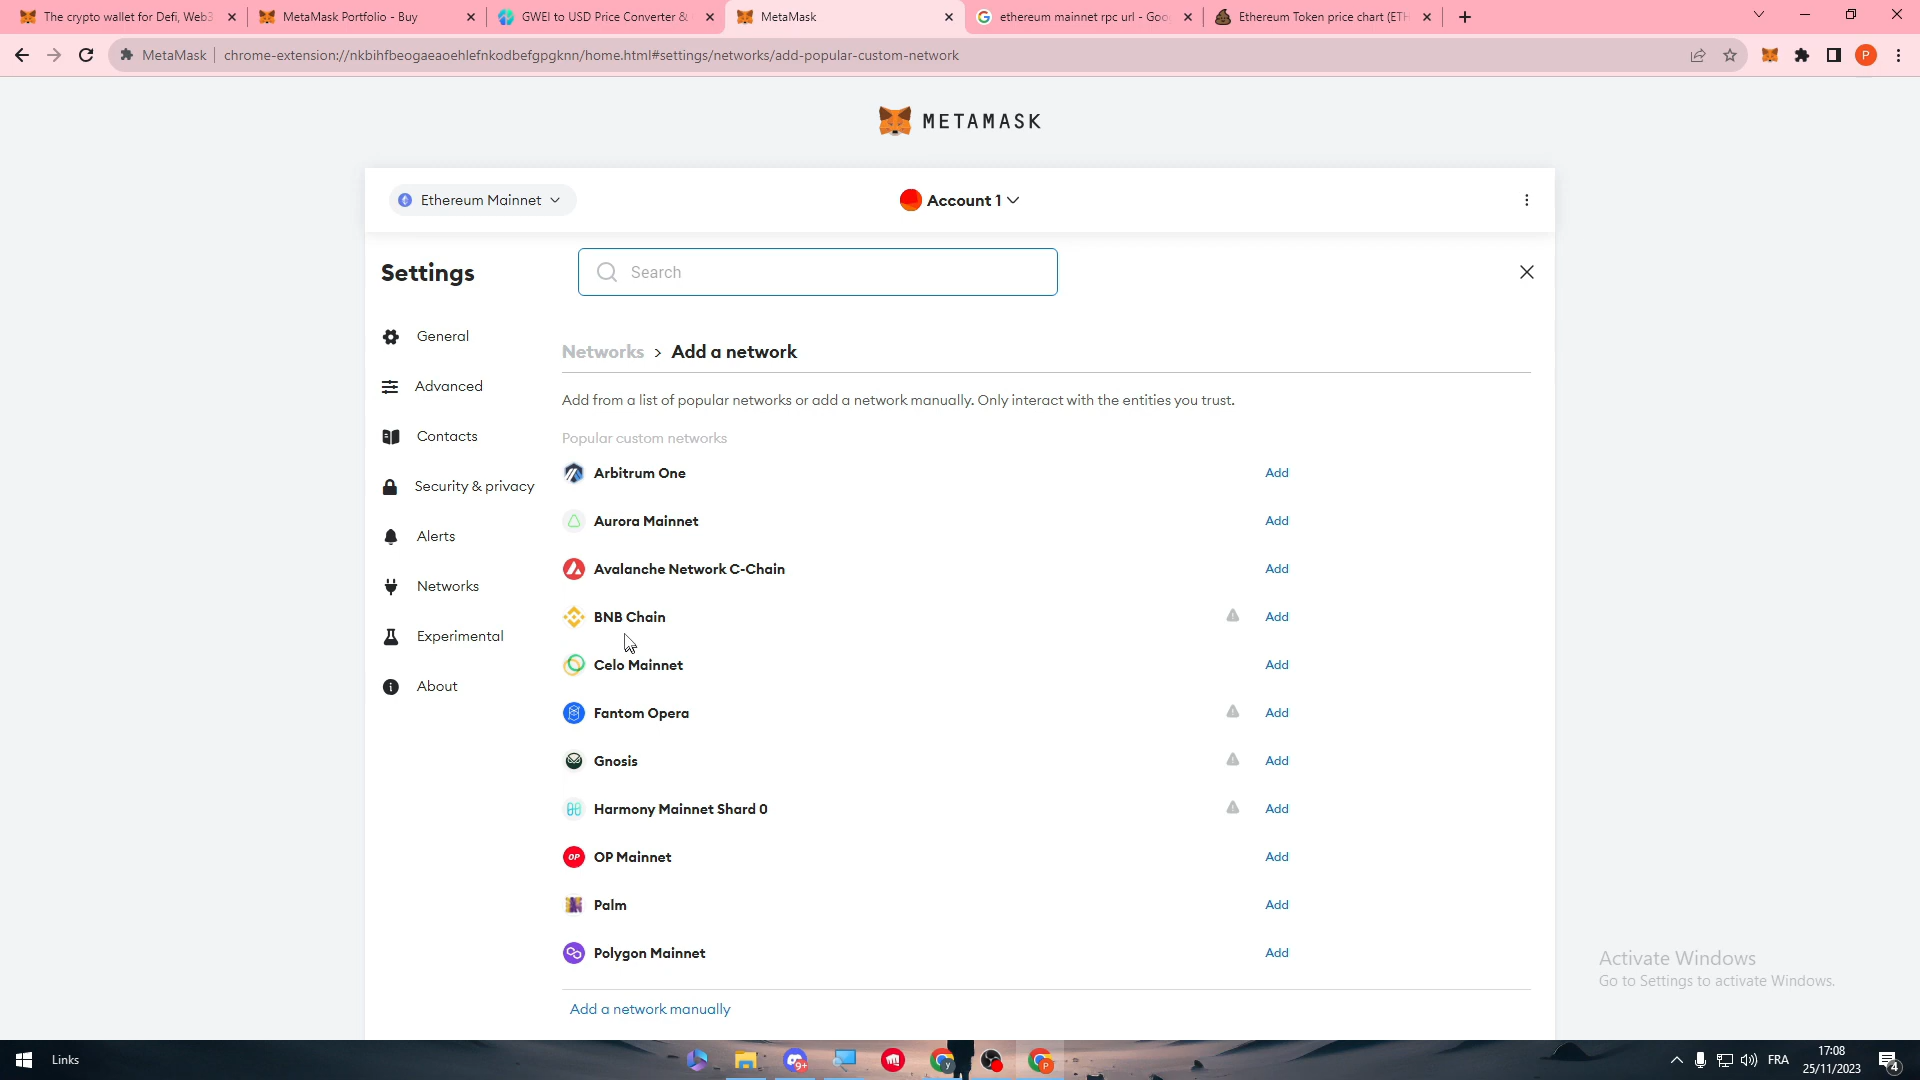 The crypto wallet for Defi, Web3
MetaMask Portfolio - Buy
GWEI to USD Price Converter &
MetaMask
ethereum mainnet rpc url - Goo
Ethereum Token price chart (ETH
MetaMask
chrome-extension://nkbihfbeogaeaoehlefnkodbefgpgknn/home.html#settings/networks/add-popular-custom-network
P
METAMASK
Ethereum Mainnet
Account 1
Settings
Search
General
Advanced
Contacts
Security & privacy
Alerts
Networks
Experimental
About
Networks > Add a network
Add from a list of popular networks or add a network manually. Only interact with the entities you trust.
Popular custom networks
Arbitrum One Add
Aurora Mainnet Add
Avalanche Network C-Chain Add
BNB Chain Add
Celo Mainnet Add
Fantom Opera Add
Gnosis Add
Harmony Mainnet Shard 0 Add
OP OP Mainnet Add
Palm Add
Polygon Mainnet Add
Add a network manually
Activate Windows
Go to Settings to activate Windows.
Links
9+
y
P
FRA
17:08
25/11/2023
4